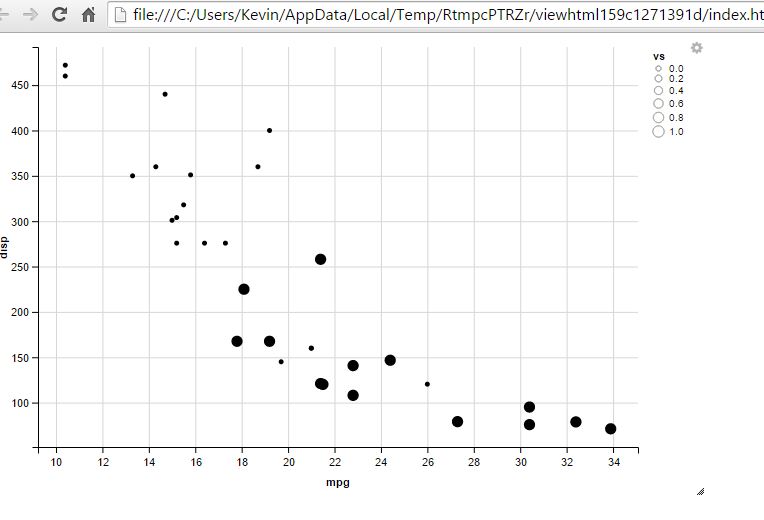 file:///C:/Users/Kevin/AppData/Local/Temp/RtmpcPTRZr/viewhtml159c1271391d/index.ht
vs
0.0
0.2
0.4
0.6
0.8
1.0
450
400
350
300
250
200
150
100
disp
10 12 14 16 18 20 22 24 26 28 30 32 34
mpg